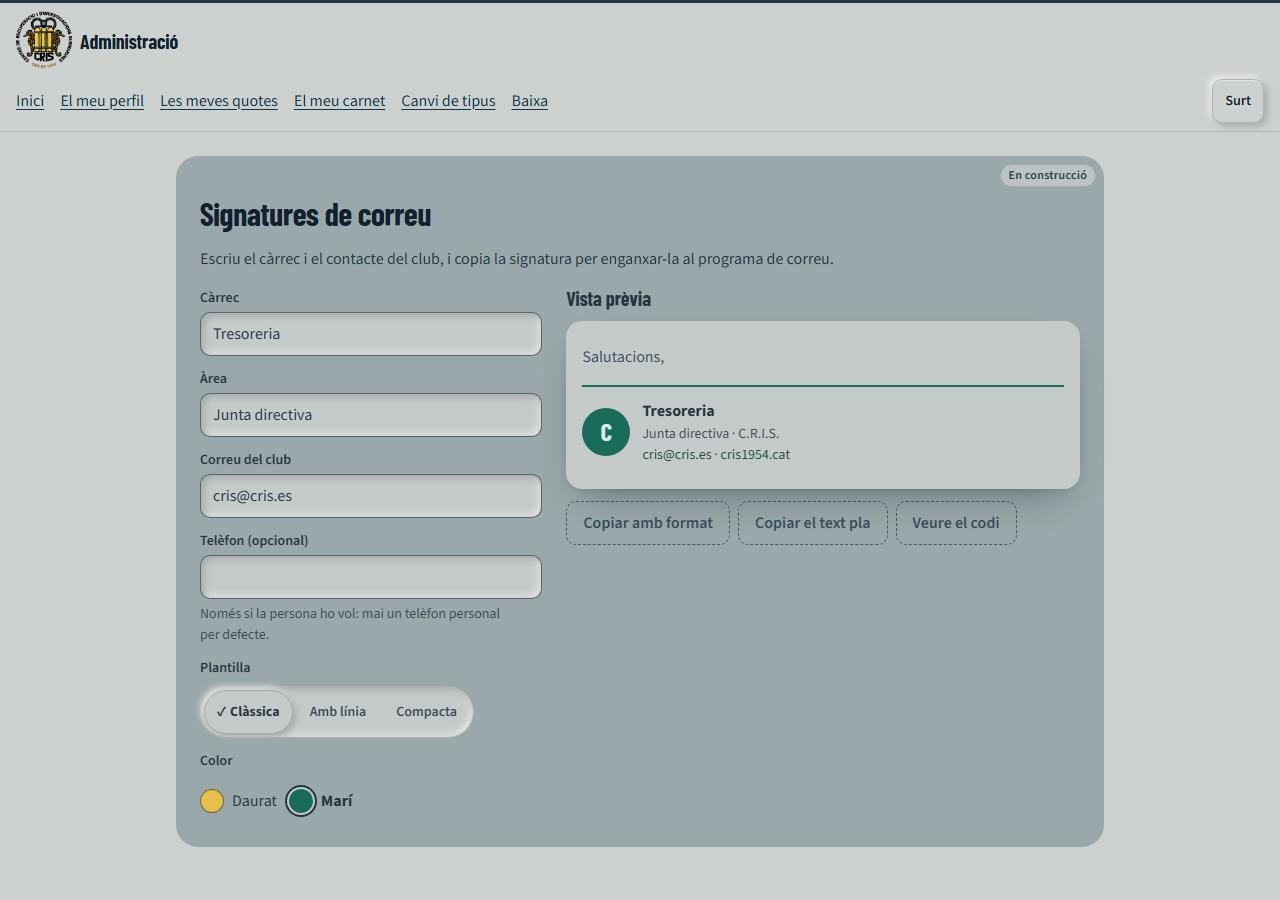 CRIS
Administració
Inici El meu perfil Les meves quotes El meu carnet Canvi de tipus Baixa
Surt
En construcció
Signatures de correu
Escriu el càrrec i el contacte del club, i copia la signatura per enganxar-la al programa de correu.
Càrrec
Tresoreria
Àrea
Junta directiva
Correu del club
cris@cris.es
Telèfon (opcional)
Només si la persona ho vol: mai un telèfon personal
per defecte.
Plantilla
✓ Clàssica Amb línia Compacta
Color
Daurat Marí
Vista prèvia
Salutacions,
C
Tresoreria
Junta directiva · C.R.I.S.
cris@cris.es · cris1954.cat
Copiar amb format Copiar el text pla Veure el codi